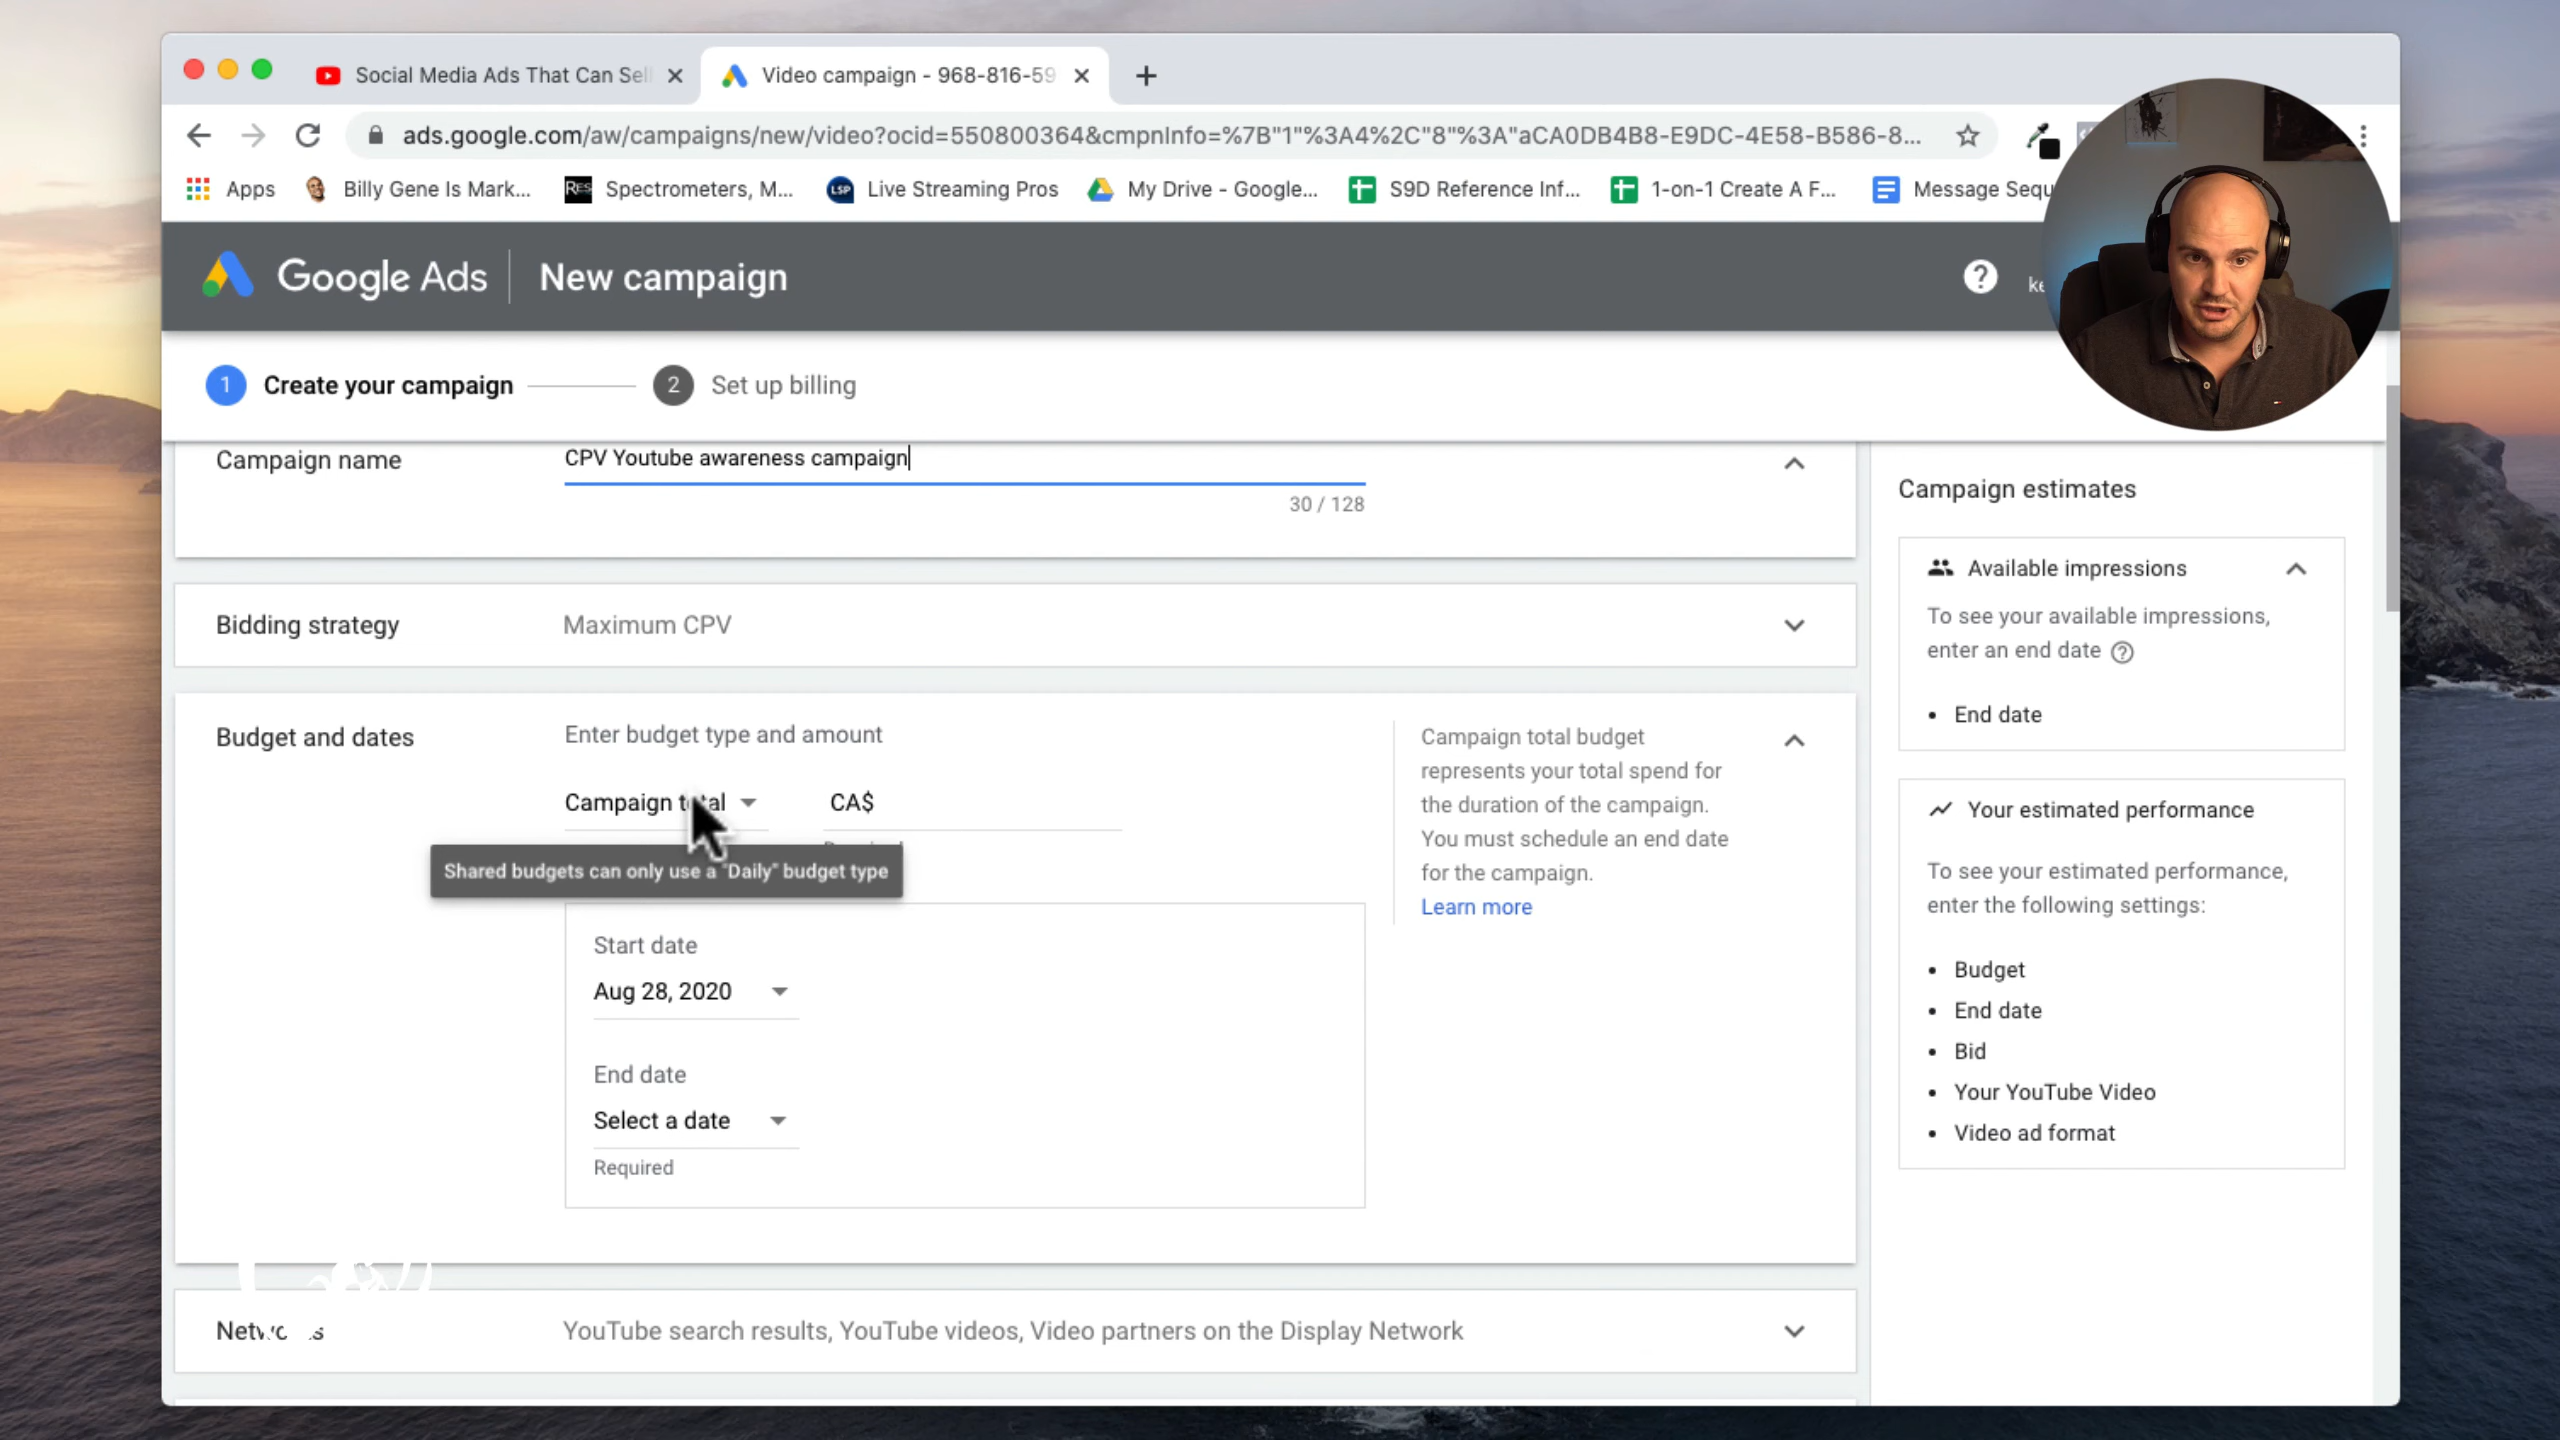 Social Media Ads That Can Sell
Video campaign - 968-816-59
ads.google.com/aw/campaigns/new/video?ocid=550800364&cmpnInfo=%7B"1"%3A4%2C"8"%3A"aCA0DB4B8-E9DC-4E58-B586-8...
Apps
Billy Gene Is Mark...
RES
Spectrometers, M...
LSP
Live Streaming Pros
My Drive - Google...
S9D Reference Inf...
1-on-1 Create A F...
Message Sequ
Google Ads
New campaign
?
ke
1 Create your campaign
2 Set up billing
Campaign name
CPV Youtube awareness campaign
30 / 128
Bidding strategy
Maximum CPV
Budget and dates
Enter budget type and amount
Campaign total
CA$
Shared budgets can only use a "Daily" budget type
Start date
Aug 28, 2020
End date
Select a date
Required
Campaign total budget
represents your total spend for
the duration of the campaign.
You must schedule an end date
for the campaign.
Learn more
Networks
YouTube search results, YouTube videos, Video partners on the Display Network
Campaign estimates
Available impressions
To see your available impressions,
enter an end date ?
• End date
Your estimated performance
To see your estimated performance,
enter the following settings:
• Budget
• End date
• Bid
• Your YouTube Video
• Video ad format